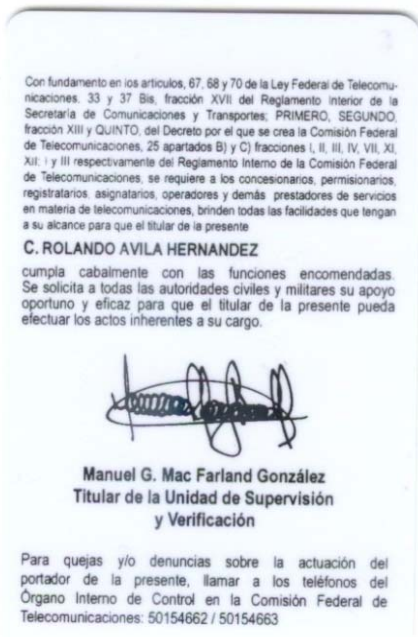 Con fundamento en los artículos, 67, 68 y 70 de la Ley Federal de Telecomu-
nicaciones, 33 y 37 Bis, fracción XVII del Reglamento Interior de la
Secretaría de Comunicaciones y Transportes; PRIMERO, SEGUNDO,
fracción XIII y QUINTO, del Decreto por el que se crea la Comisión Federal
de Telecomunicaciones, 25 apartados B) y C) fracciones I, II, III, IV, VII, XI,
XII; I y III respectivamente del Reglamento Interno de la Comisión Federal
de Telecomunicaciones, se requiere a los concesionarios, permisionarios,
registratarios, asignatarios, operadores y demás prestadores de servicios
en materia de telecomunicaciones, brinden todas las facilidades que tengan
a su alcance para que el titular de la presente
C. ROLANDO AVILA HERNANDEZ
cumpla cabalmente con las funciones encomendadas.
Se solicita a todas las autoridades civiles y militares su apoyo
oportuno y eficaz para que el titular de la presente pueda
efectuar los actos inherentes a su cargo.
Manuel G. Mac Farland González
Titular de la Unidad de Supervisión
y Verificación
Para quejas y/o denuncias sobre la actuación del
portador de la presente, llamar a los teléfonos del
Órgano Interno de Control en la Comisión Federal de
Telecomunicaciones: 50154662 / 50154663